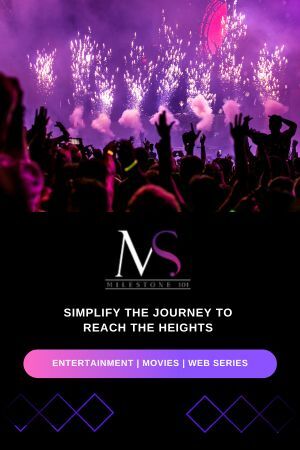 MS
MILESTONE 101
SIMPLIFY THE JOURNEY TO
REACH THE HEIGHTS
ENTERTAINMENT | MOVIES | WEB SERIES